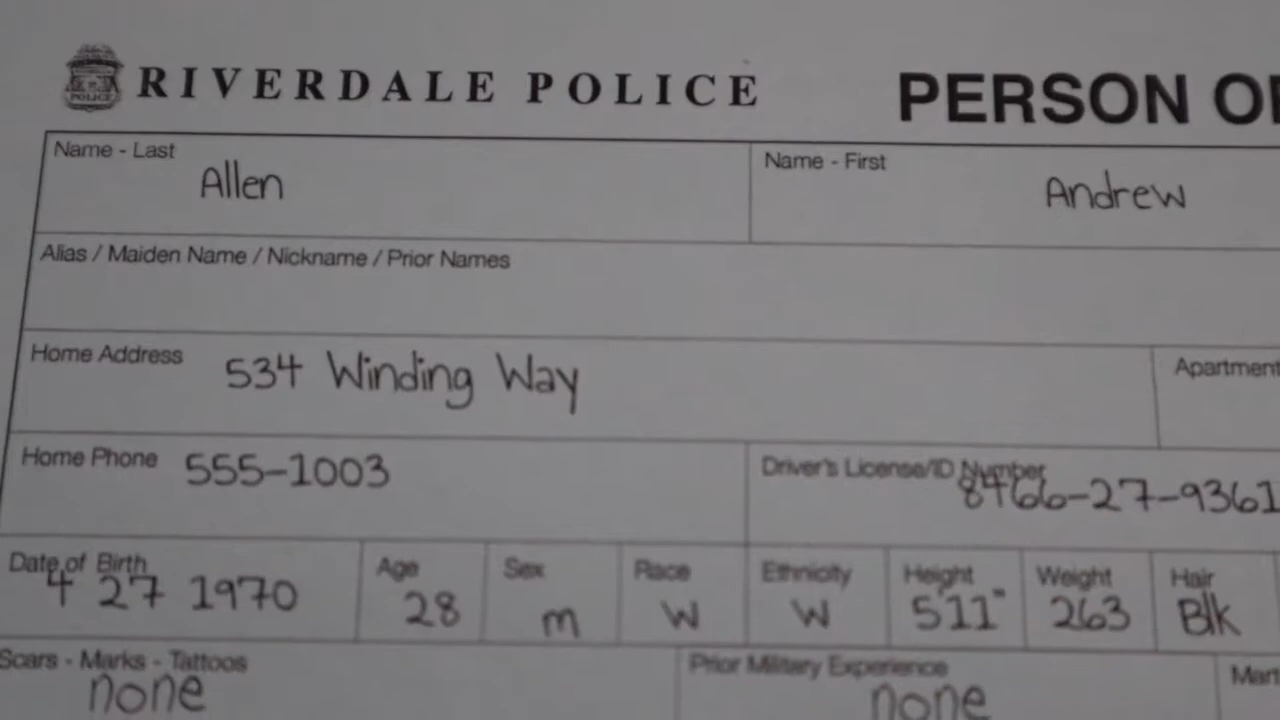 POLICE
RIVERDALE POLICE
PERSON
Name - Last
Allen
Name - First
Andrew
Alias / Maiden Name / Nickname / Prior Names
Home Address
534 Winding Way
Apartment
Home Phone
555-1003
Driver's License/ID Number
8466-27-9361
Date of Birth
4 27 1970
Age
28
Sex
m
Race
W
Ethnicity
W
Height
5'11"
Weight
263
Hair
Blk
Scars - Marks - Tattoos
none
Prior Military Experience
none